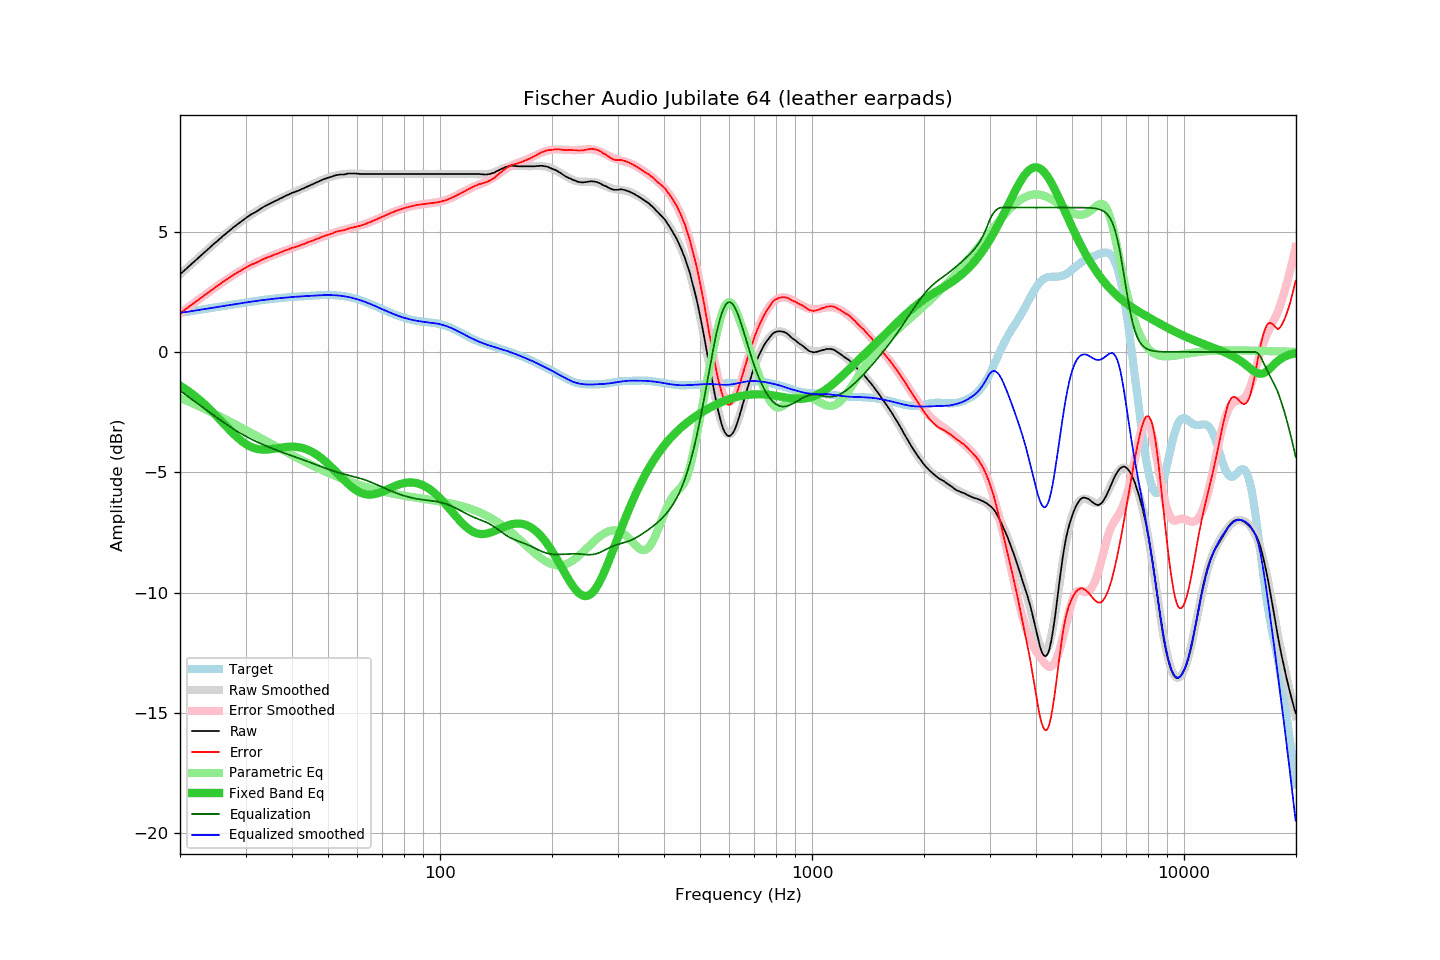 Fischer Audio Jubilate 64 (leather earpads)
5
0
−5
−10
−15
−20
Amplitude (dBr)
Target
Raw Smoothed
Error Smoothed
Raw
Error
Parametric Eq
Fixed Band Eq
Equalization
Equalized smoothed
100
1000
10000
Frequency (Hz)